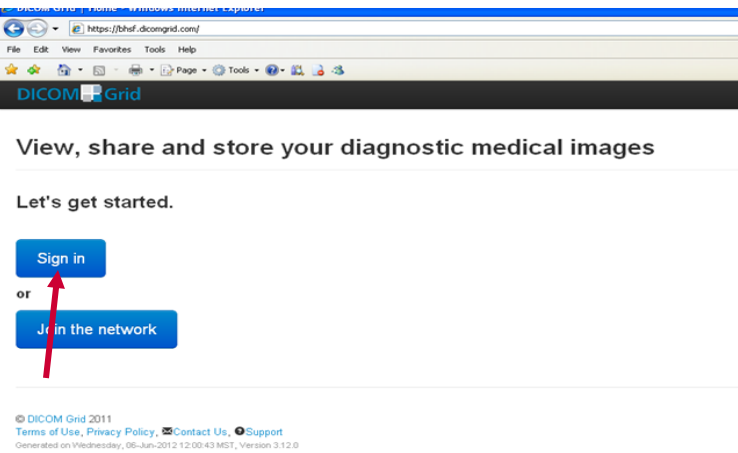 DICOM Grid | Home - Windows Internet Explorer
https://bhsf.dicomgrid.com/
File Edit View Favorites Tools Help
Page Tools
DICOM Grid
View, share and store your diagnostic medical images
Let's get started.
Sign in
or
Join the network
© DICOM Grid 2011
Terms of Use, Privacy Policy, Contact Us, Support
Generated on Wednesday, 06-Jun-2012 12:00:43 MST, Version 3.12.0